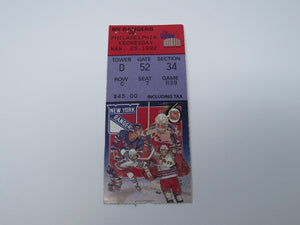 NY RANGERS
VS
PHILADELPHIA
WEDNESDAY
MAR. 25 1992
TOWER GATE SECTION
D 52 34
ROW SEAT GAME
C 7 R39
$45.00 INCLUDING TAX
NEW YORK
RANGERS